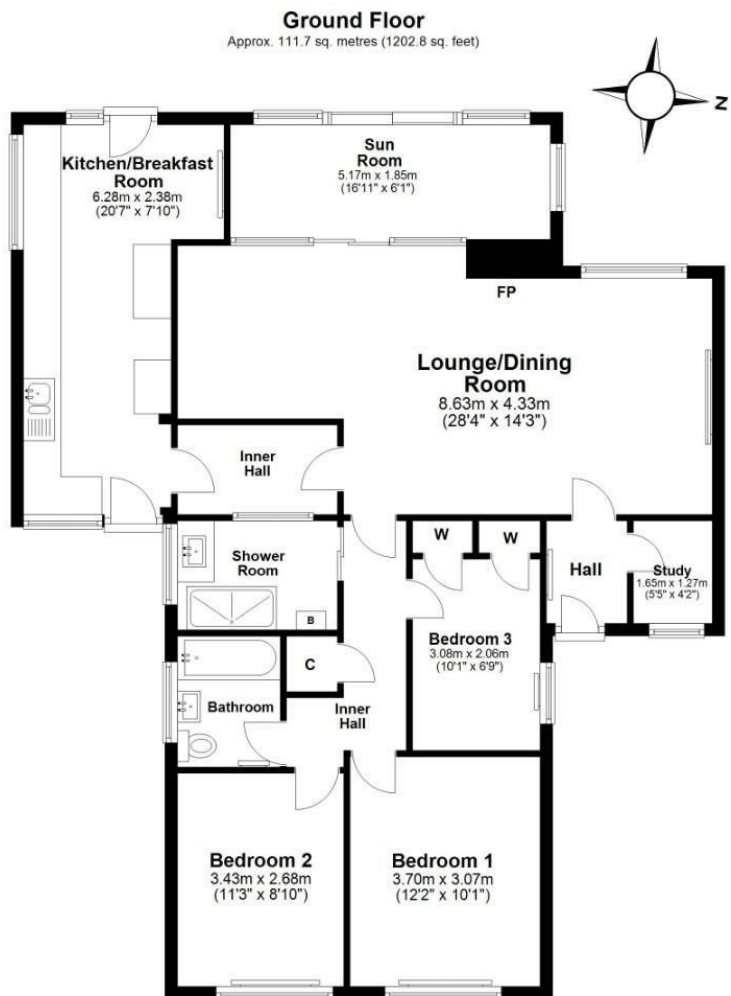 Ground Floor
Approx. 111.7 sq. metres (1202.8 sq. feet)
N
Kitchen/Breakfast
Room
6.28m x 2.38m
(20'7" x 7'10")
Sun
Room
5.17m x 1.85m
(16'11" x 6'1")
FP
Lounge/Dining
Room
8.63m x 4.33m
(28'4" x 14'3")
Inner
Hall
Shower
Room
B
W
W
Hall
Study
1.65m x 1.27m
(5'5" x 4'2")
Bedroom 3
3.08m x 2.06m
(10'1" x 6'9")
C
Bathroom
Inner
Hall
Bedroom 2
3.43m x 2.68m
(11'3" x 8'10")
Bedroom 1
3.70m x 3.07m
(12'2" x 10'1")